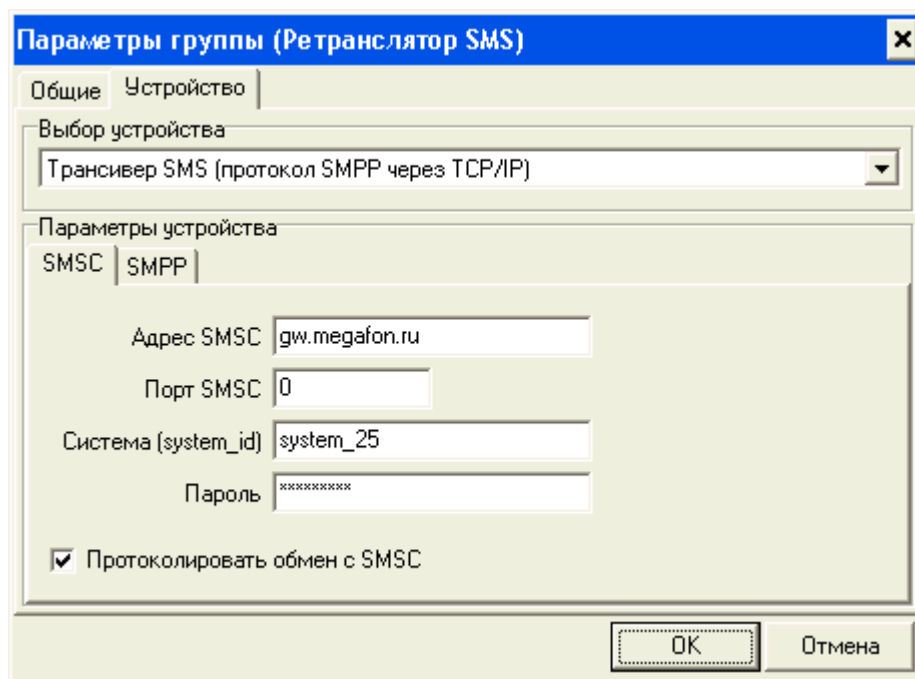 Параметры группы (Ретранслятор SMS)
Общие Устройство
Выбор устройства
Трансивер SMS (протокол SMPP через TCP/IP)
Параметры устройства
SMSC SMPP
Адрес SMSC gw.megafon.ru
Порт SMSC 0
Система (system_id) system_25
Пароль *********
Протоколировать обмен с SMSC
OK Отмена